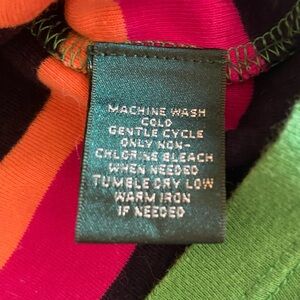 MACHINE WASH
COLD
GENTLE CYCLE
ONLY NON-
CHLORINE BLEACH
WHEN NEEDED
TUMBLE DRY LOW
WARM IRON
IF NEEDED